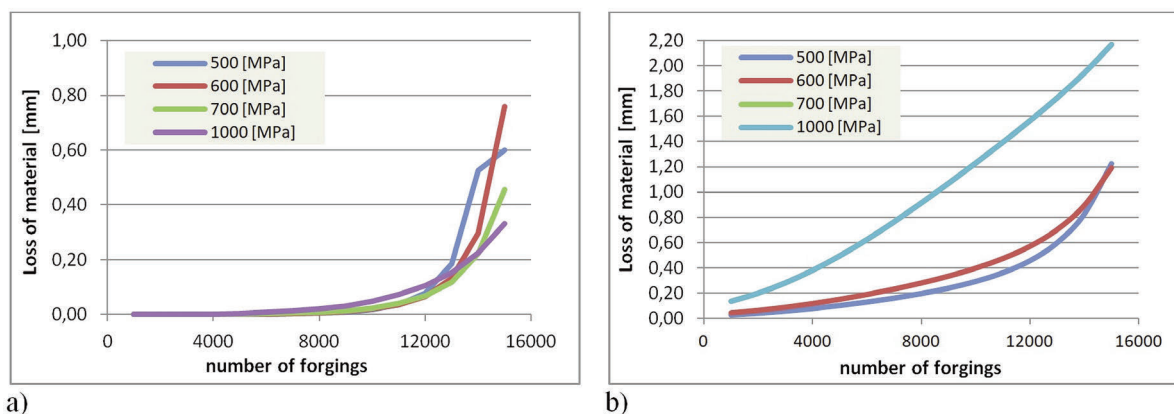 1,00
0,80
0,60
0,40
0,20
0,00
Loss of material [mm]
500 [MPa]
600 [MPa]
700 [MPa]
1000 [MPa]
0 4000 8000 12000 16000
number of forgings
a)
2,20
2,00
1,80
1,60
1,40
1,20
1,00
0,80
0,60
0,40
0,20
0,00
Loss of material [mm]
500 [MPa]
600 [MPa]
700 [MPa]
1000 [MPa]
0 4000 8000 12000 16000
number of forgings
b)